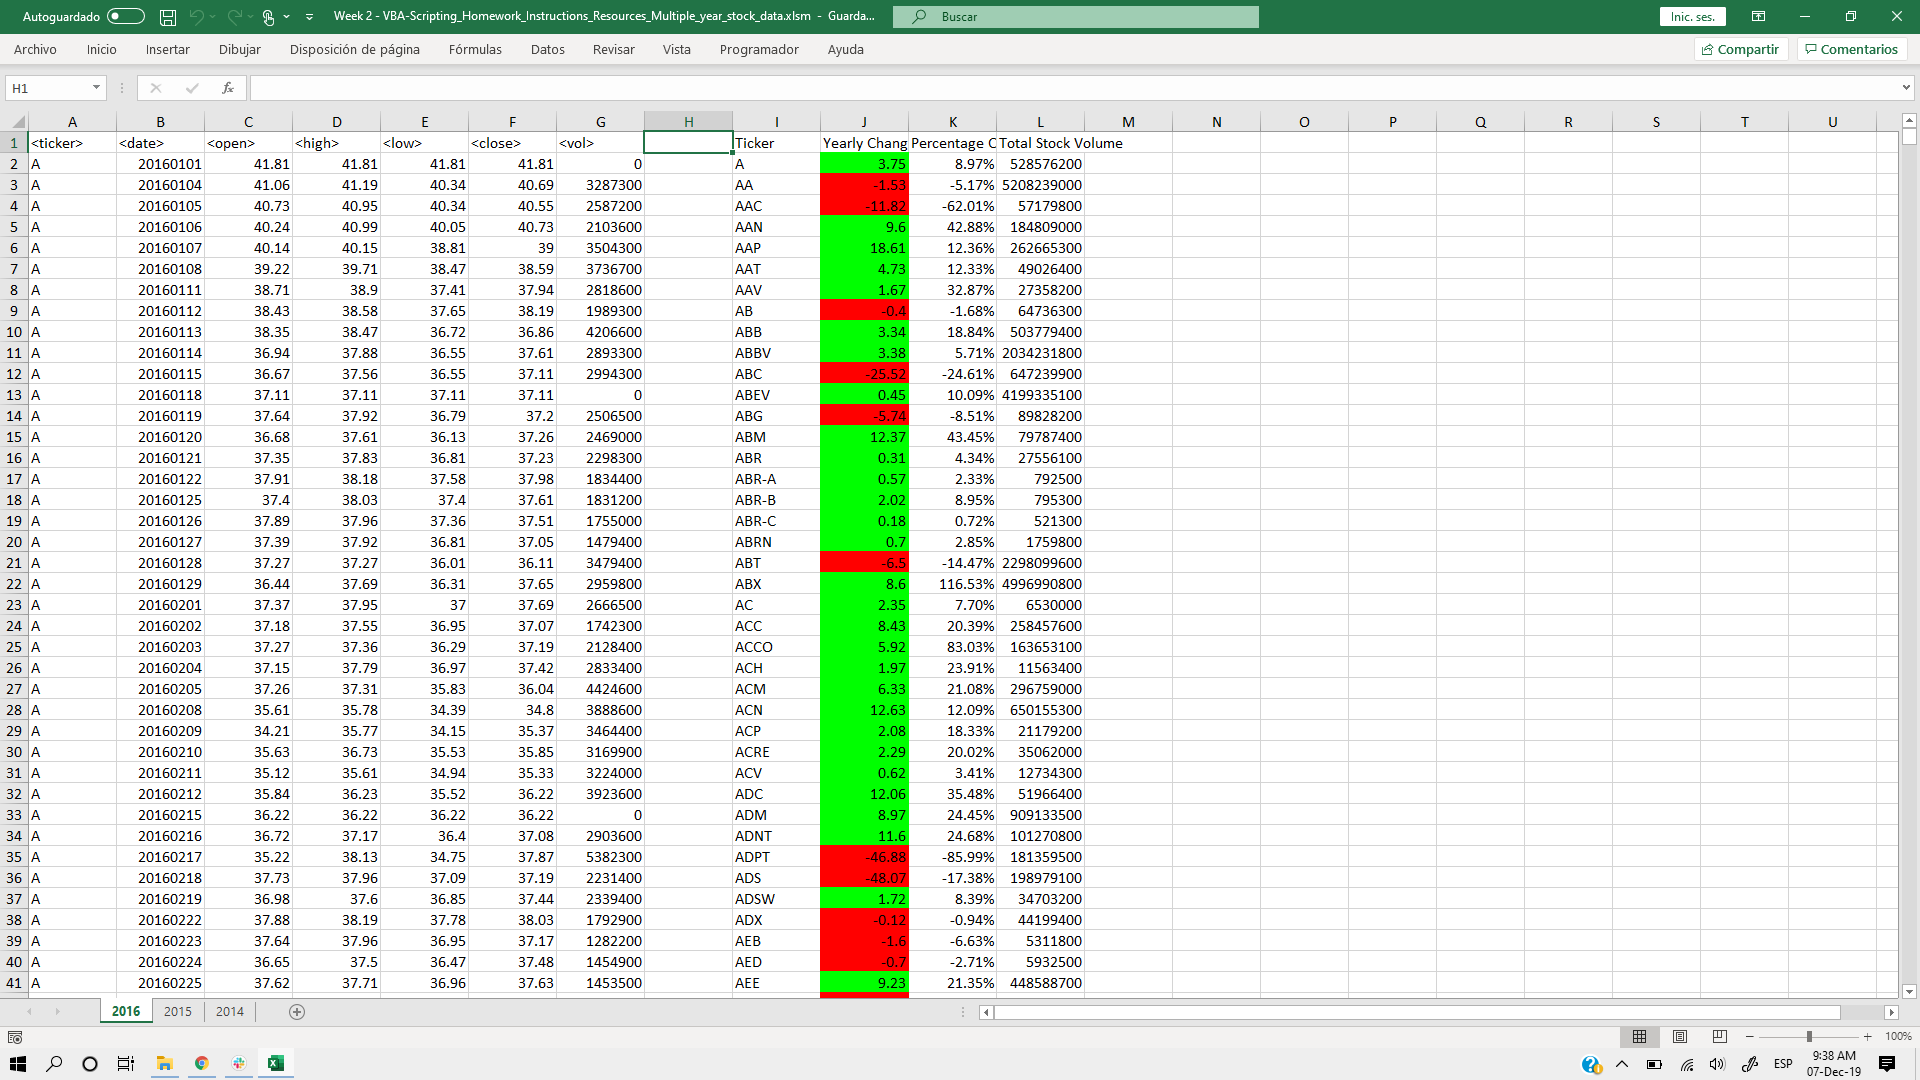 Autoguardado Week 2 - VBA-Scripting_Homework_Instructions_Resources_Multiple_year_stock_data.xlsm - Guarda... Buscar Inic. ses.
Archivo Inicio Insertar Dibujar Disposición de página Fórmulas Datos Revisar Vista Programador Ayuda Compartir Comentarios
H1 fx
A B C D E F G H I J K L M N O P Q R S T U
1 <ticker> <date> <open> <high> <low> <close> <vol> Ticker Yearly Chang Percentage C Total Stock Volume
2 A 20160101 41.81 41.81 41.81 41.81 0 A 3.75 8.97% 528576200
3 A 20160104 41.06 41.19 40.34 40.69 3287300 AA -1.53 -5.17% 5208239000
4 A 20160105 40.73 40.95 40.34 40.55 2587200 AAC -11.82 -62.01% 57179800
5 A 20160106 40.24 40.99 40.05 40.73 2103600 AAN 9.6 42.88% 184809000
6 A 20160107 40.14 40.15 38.81 39 3504300 AAP 18.61 12.36% 262665300
7 A 20160108 39.22 39.71 38.47 38.59 3736700 AAT 4.73 12.33% 49026400
8 A 20160111 38.71 38.9 37.41 37.94 2818600 AAV 1.67 32.87% 27358200
9 A 20160112 38.43 38.58 37.65 38.19 1989300 AB -0.4 -1.68% 64736300
10 A 20160113 38.35 38.47 36.72 36.86 4206600 ABB 3.34 18.84% 503779400
11 A 20160114 36.94 37.88 36.55 37.61 2893300 ABBV 3.38 5.71% 2034231800
12 A 20160115 36.67 37.56 36.55 37.11 2994300 ABC -25.52 -24.61% 647239900
13 A 20160118 37.11 37.11 37.11 37.11 0 ABEV 0.45 10.09% 4199335100
14 A 20160119 37.64 37.92 36.79 37.2 2506500 ABG -5.74 -8.51% 89828200
15 A 20160120 36.68 37.61 36.13 37.26 2469000 ABM 12.37 43.45% 79787400
16 A 20160121 37.35 37.83 36.81 37.23 2298300 ABR 0.31 4.34% 27556100
17 A 20160122 37.91 38.18 37.58 37.98 1834400 ABR-A 0.57 2.33% 792500
18 A 20160125 37.4 38.03 37.4 37.61 1831200 ABR-B 2.02 8.95% 795300
19 A 20160126 37.89 37.96 37.36 37.51 1755000 ABR-C 0.18 0.72% 521300
20 A 20160127 37.39 37.92 36.81 37.05 1479400 ABRN 0.7 2.85% 1759800
21 A 20160128 37.27 37.27 36.01 36.11 3479400 ABT -6.5 -14.47% 2298099600
22 A 20160129 36.44 37.69 36.31 37.65 2959800 ABX 8.6 116.53% 4996990800
23 A 20160201 37.37 37.95 37 37.69 2666500 AC 2.35 7.70% 6530000
24 A 20160202 37.18 37.55 36.95 37.07 1742300 ACC 8.43 20.39% 258457600
25 A 20160203 37.27 37.36 36.29 37.19 2128400 ACCO 5.92 83.03% 163653100
26 A 20160204 37.15 37.79 36.97 37.42 2833400 ACH 1.97 23.91% 11563400
27 A 20160205 37.26 37.31 35.83 36.04 4424600 ACM 6.33 21.08% 296759000
28 A 20160208 35.61 35.78 34.39 34.8 3888600 ACN 12.63 12.09% 650155300
29 A 20160209 34.21 35.77 34.15 35.37 3464400 ACP 2.08 18.33% 21179200
30 A 20160210 35.63 36.73 35.53 35.85 3169900 ACRE 2.29 20.02% 35062000
31 A 20160211 35.12 35.61 34.94 35.33 3224000 ACV 0.62 3.41% 12734300
32 A 20160212 35.84 36.23 35.52 36.22 3923600 ADC 12.06 35.48% 51966400
33 A 20160215 36.22 36.22 36.22 36.22 0 ADM 8.97 24.45% 909133500
34 A 20160216 36.72 37.17 36.4 37.08 2903600 ADNT 11.6 24.68% 101270800
35 A 20160217 35.22 38.13 34.75 37.87 5382300 ADPT -46.88 -85.99% 181359500
36 A 20160218 37.73 37.96 37.09 37.19 2231400 ADS -48.07 -17.38% 198979100
37 A 20160219 36.98 37.6 36.85 37.44 2339400 ADSW 1.72 8.39% 34703200
38 A 20160222 37.88 38.19 37.78 38.03 1792900 ADX -0.12 -0.94% 44199400
39 A 20160223 37.64 37.96 36.95 37.17 1282200 AEB -1.6 -6.63% 5311800
40 A 20160224 36.65 37.5 36.47 37.48 1454900 AED -0.7 -2.71% 5932500
41 A 20160225 37.62 37.71 36.96 37.63 1453500 AEE 9.23 21.35% 448588700
2016 2015 2014
100%
ESP 9:38 AM
07-Dec-19